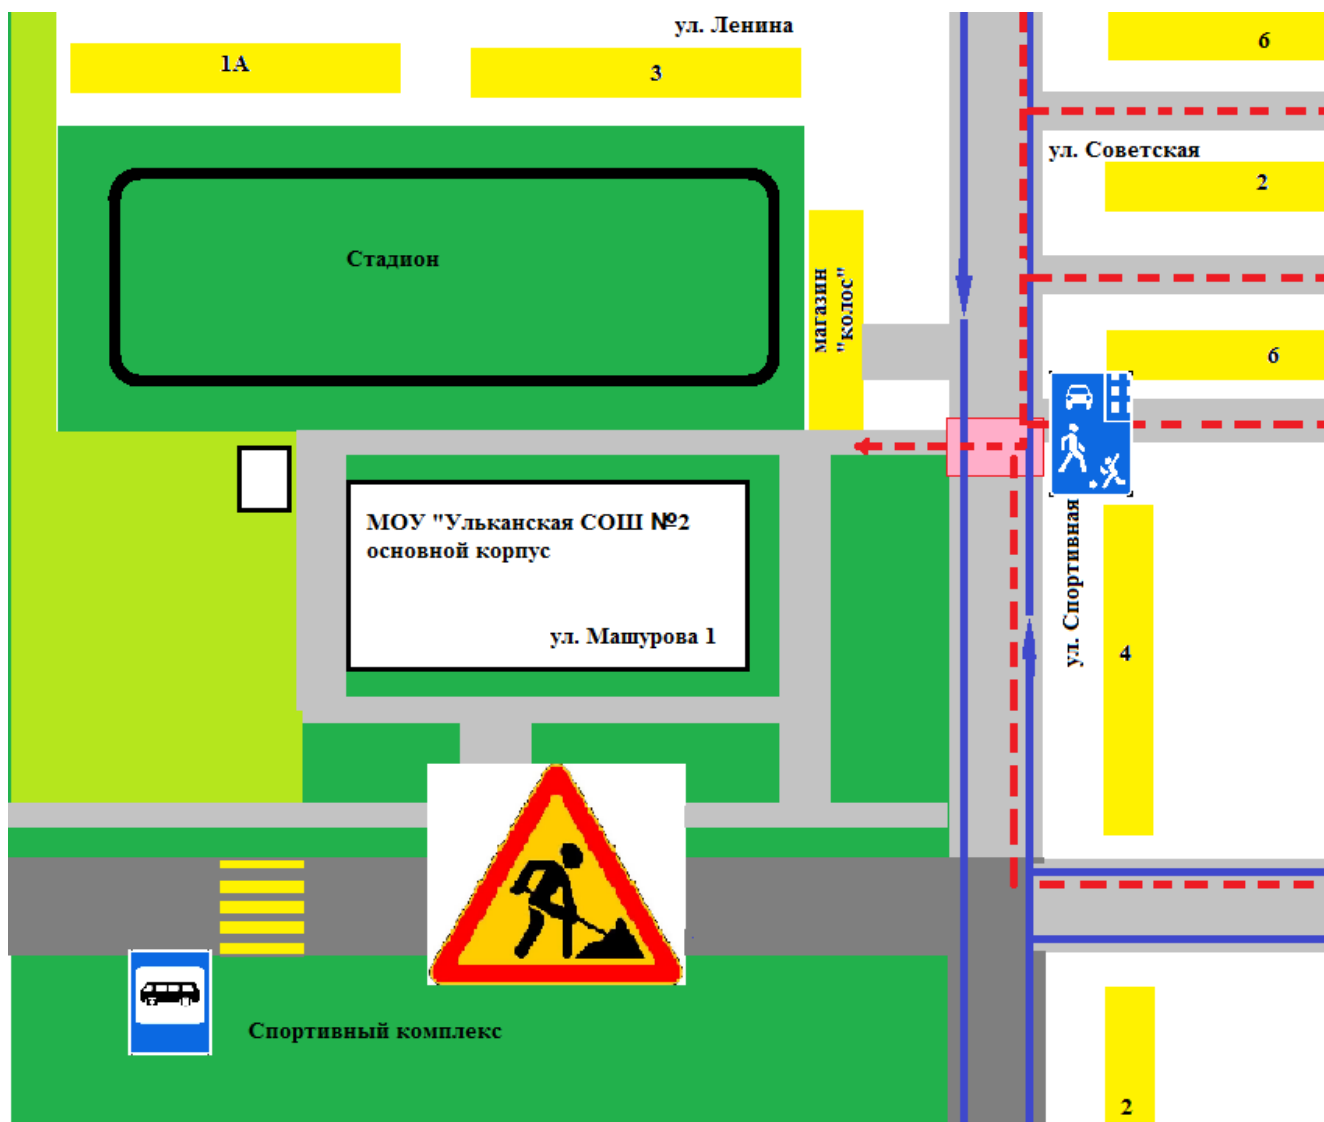 ул. Ленина
1А
3
6
ул. Советская
2
Стадион
магазин
"колос"
6
МОУ "Ульканская СОШ №2
основной корпус
ул. Машурова 1
ул. Спортивная
4
Спортивный комплекс
2